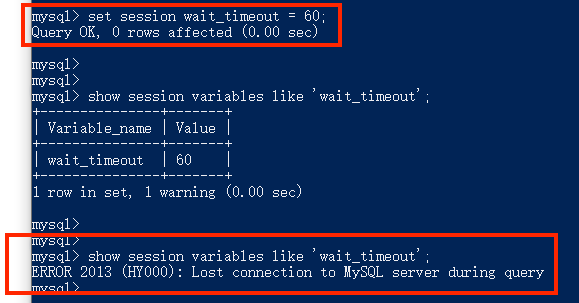 mysql> set session wait_timeout = 60;
Query OK, 0 rows affected (0.00 sec)
mysql>
mysql>
mysql> show session variables like 'wait_timeout';
+---------------+-------+
| Variable_name | Value |
+---------------+-------+
| wait_timeout  | 60    |
+---------------+-------+
1 row in set, 1 warning (0.00 sec)
mysql>
mysql>
mysql> show session variables like 'wait_timeout';
ERROR 2013 (HY000): Lost connection to MySQL server during query
mysql>